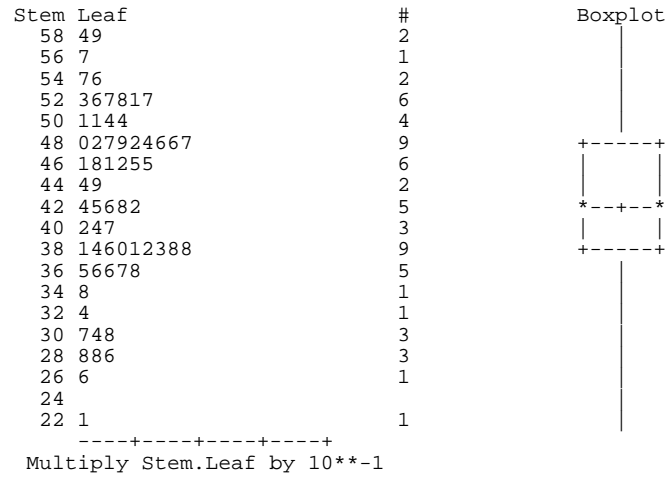 Stem Leaf                     #             Boxplot
  58 49                       2                |
  56 7                        1                |
  54 76                       2                |
  52 367817                   6                |
  50 1144                     4                |
  48 027924667                9             +-----+
  46 181255                   6             |     |
  44 49                       2             |     |
  42 45682                    5             *--+--*
  40 247                      3             |     |
  38 146012388                9             +-----+
  36 56678                    5                |
  34 8                        1                |
  32 4                        1                |
  30 748                      3                |
  28 886                      3                |
  26 6                        1                |
  24                                           |
  22 1                        1                |
     ----+----+----+----+
 Multiply Stem.Leaf by 10**-1